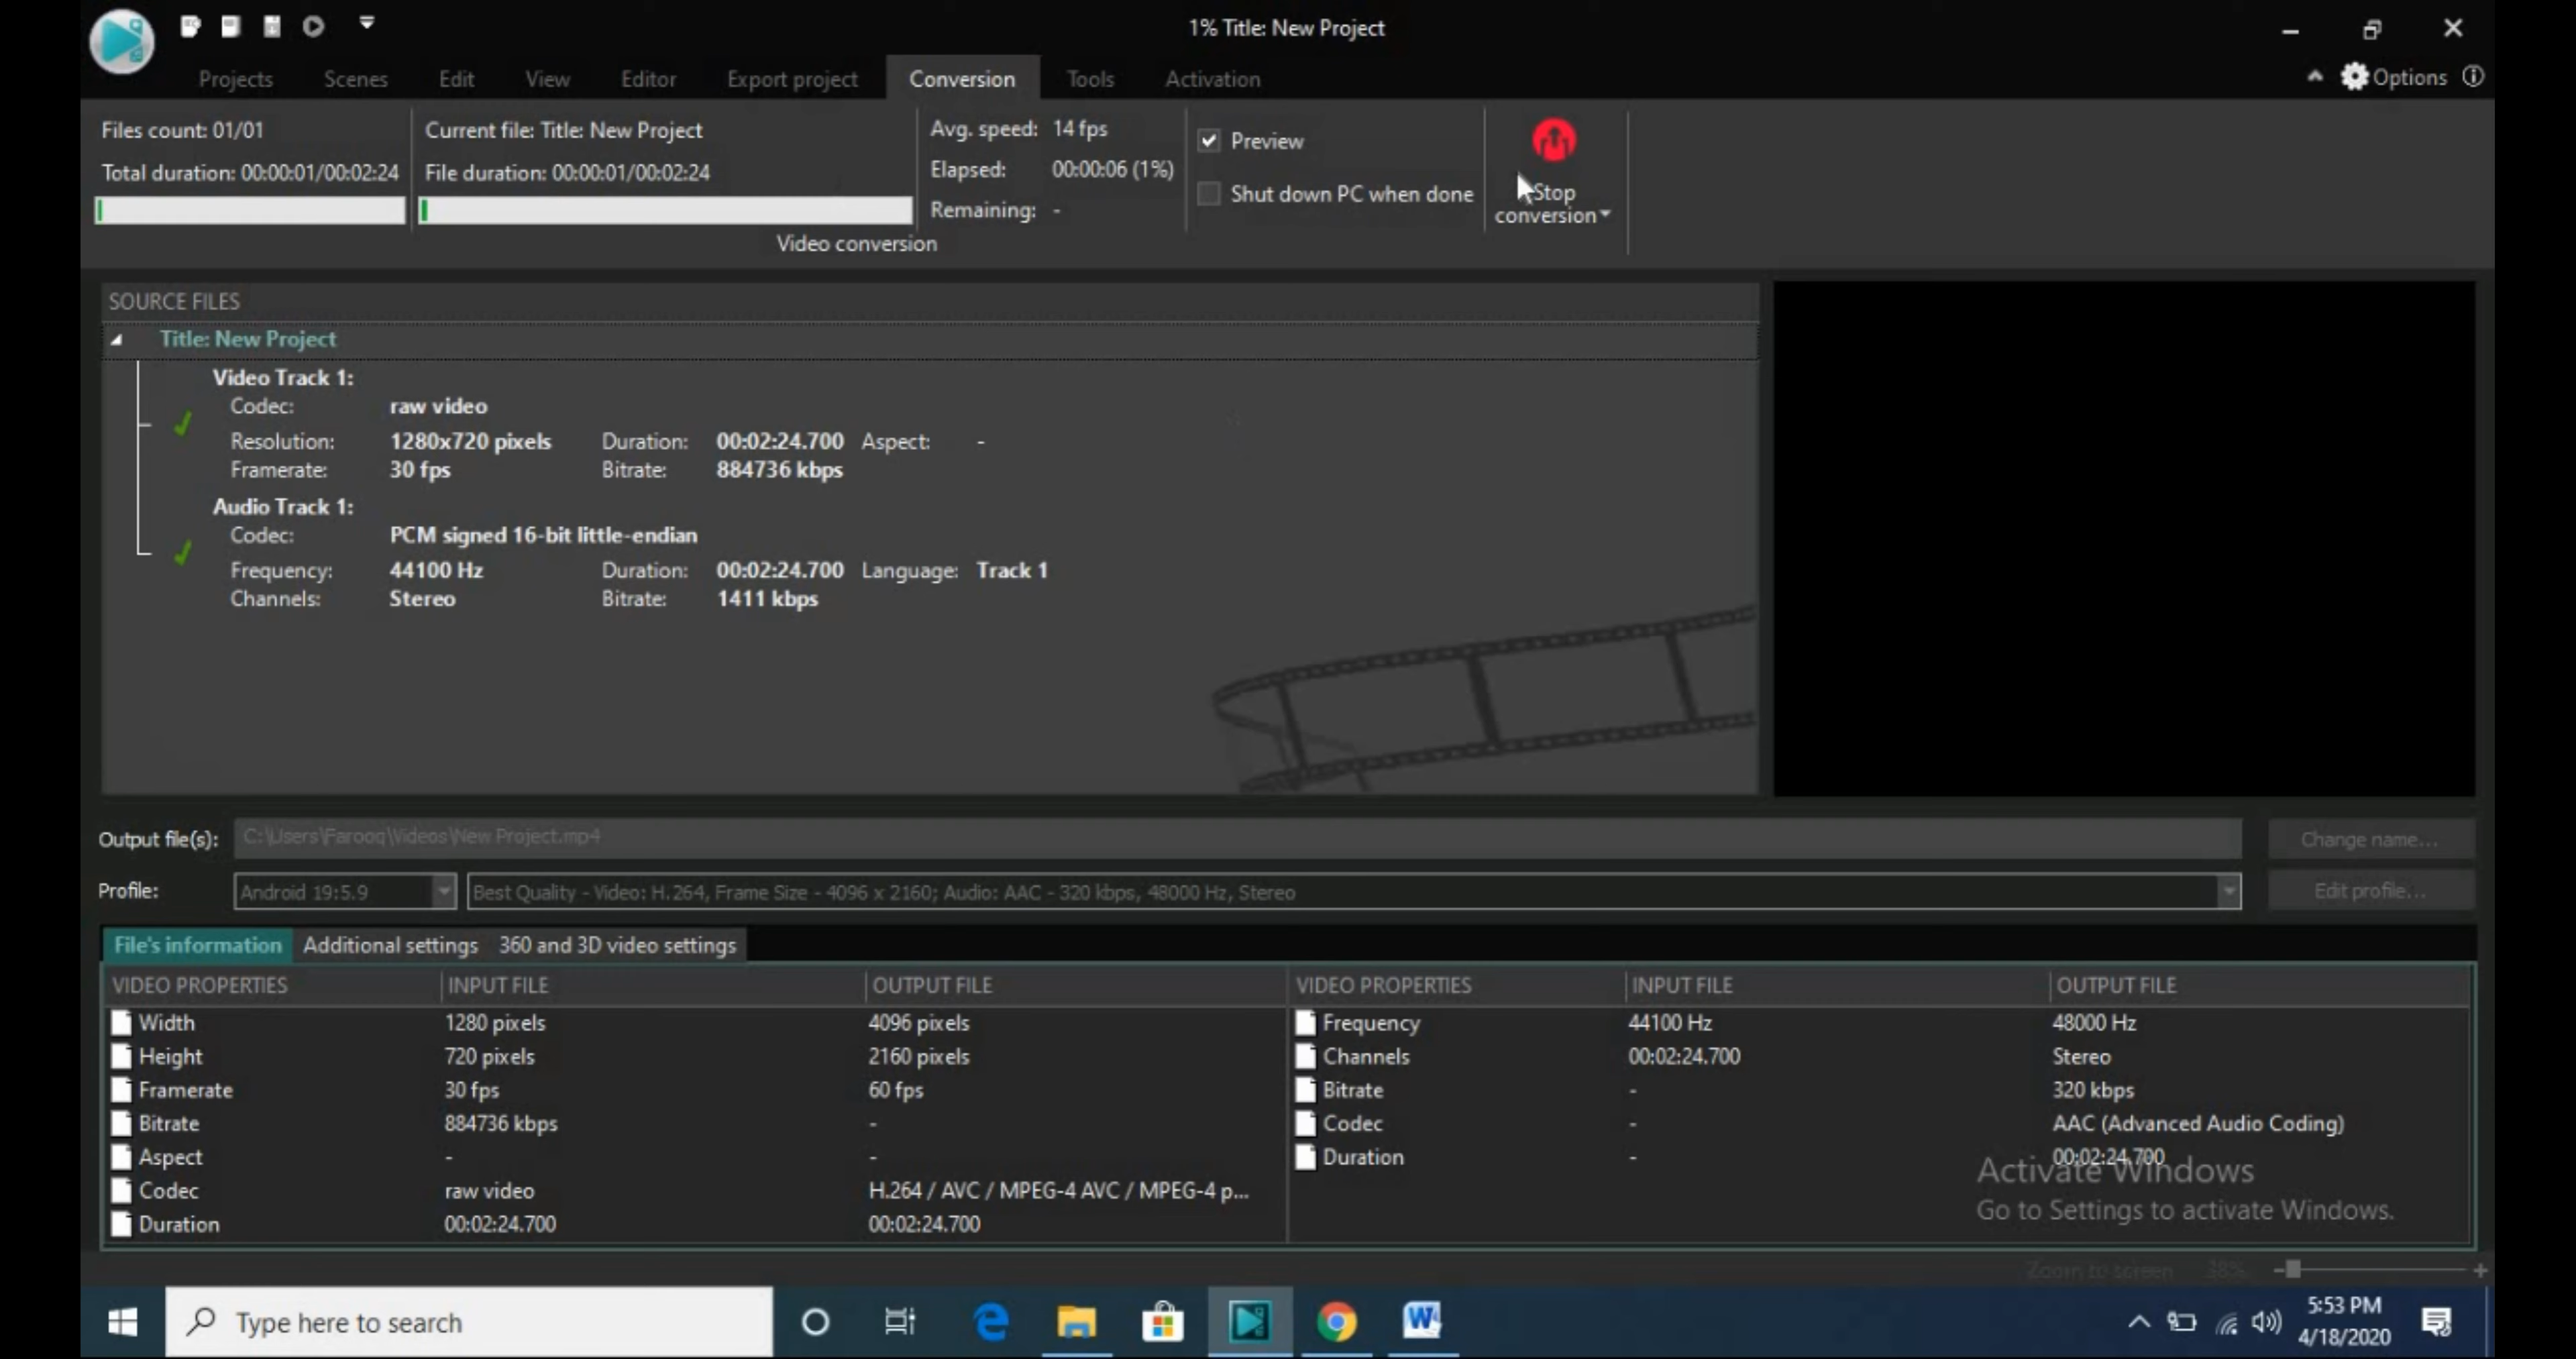 1% Title: New Project
Projects Scenes Edit View Editor Export project Conversion Tools Activation Options
Files count: 01/01
Total duration: 00:00:01/00:02:24
Current file: Title: New Project
File duration: 00:00:01/00:02:24
Avg. speed: 14 fps
Elapsed: 00:00:06 (1%)
Remaining: -
Preview
Shut down PC when done
Stop
conversion
Video conversion
SOURCE FILES
Title: New Project
Video Track 1:
Codec: raw video
Resolution: 1280x720 pixels Duration: 00:02:24.700 Aspect: -
Framerate: 30 fps Bitrate: 884736 kbps
Audio Track 1:
Codec: PCM signed 16-bit little-endian
Frequency: 44100 Hz Duration: 00:02:24.700 Language: Track 1
Channels: Stereo Bitrate: 1411 kbps
Output file(s): C:\Users\Farooq\Videos\New Project.mp4 Change name...
Profile: Android 19:5.9 Best Quality - Video: H.264, Frame Size - 4096 x 2160; Audio: AAC - 320 kbps, 48000 Hz, Stereo Edit profile...
File's information Additional settings 360 and 3D video settings
VIDEO PROPERTIES INPUT FILE OUTPUT FILE VIDEO PROPERTIES INPUT FILE OUTPUT FILE
Width 1280 pixels 4096 pixels Frequency 44100 Hz 48000 Hz
Height 720 pixels 2160 pixels Channels 00:02:24.700 Stereo
Framerate 30 fps 60 fps Bitrate - 320 kbps
Bitrate 884736 kbps - Codec - AAC (Advanced Audio Coding)
Aspect - - Duration - 00:02:24.700
Codec raw video H.264 / AVC / MPEG-4 AVC / MPEG-4 p...
Duration 00:02:24.700 00:02:24.700
Activate Windows
Go to Settings to activate Windows.
Zoom to screen 38%
Type here to search
5:53 PM
4/18/2020